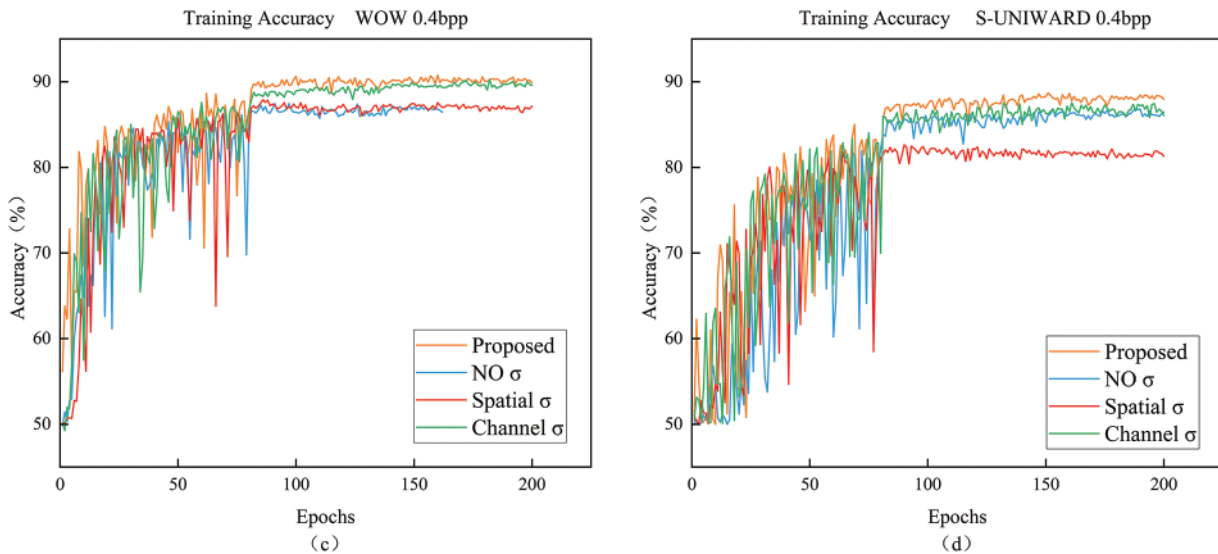 Training Accuracy WOW 0.4bpp
90
80
70
60
50
Accuracy（%）
0 50 100 150 200
Epochs
Proposed
NO σ
Spatial σ
Channel σ
（c）
Training Accuracy S-UNIWARD 0.4bpp
90
80
70
60
50
Accuracy（%）
0 50 100 150 200
Epochs
Proposed
NO σ
Spatial σ
Channel σ
（d）